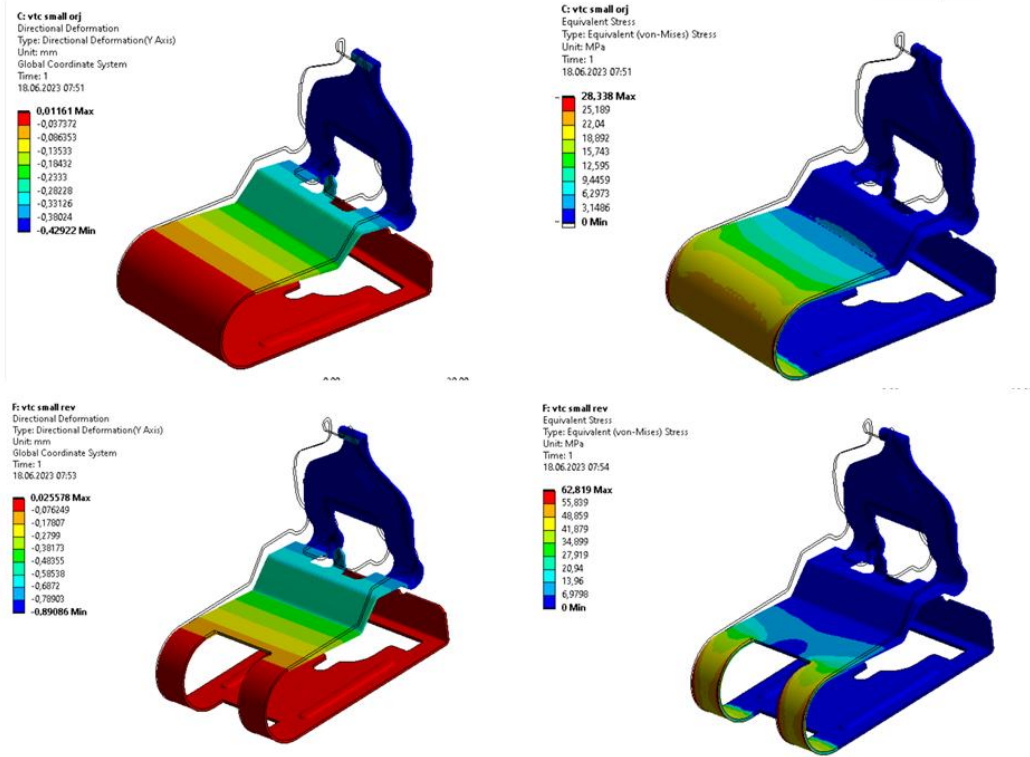 C: vtc small orj
Directional Deformation
Type: Directional Deformation(Y Axis)
Unit: mm
Global Coordinate System
Time: 1
18.06.2023 07:51
0,01161 Max
-0,037372
-0,086353
-0,13533
-0,18432
-0,2333
-0,28228
-0,33126
-0,38024
-0,42922 Min
C: vtc small orj
Equivalent Stress
Type: Equivalent (von-Mises) Stress
Unit: MPa
Time: 1
18.06.2023 07:51
28,338 Max
25,189
22,04
18,892
15,743
12,595
9,4459
6,2973
3,1486
0 Min
F: vtc small rev
Directional Deformation
Type: Directional Deformation(Y Axis)
Unit: mm
Global Coordinate System
Time: 1
18.06.2023 07:53
0,025578 Max
-0,076249
-0,17807
-0,2799
-0,38173
-0,48355
-0,58538
-0,6872
-0,78903
-0,89086 Min
F: vtc small rev
Equivalent Stress
Type: Equivalent (von-Mises) Stress
Unit: MPa
Time: 1
18.06.2023 07:54
62,819 Max
55,839
48,859
41,879
34,899
27,919
20,94
13,96
6,9798
0 Min